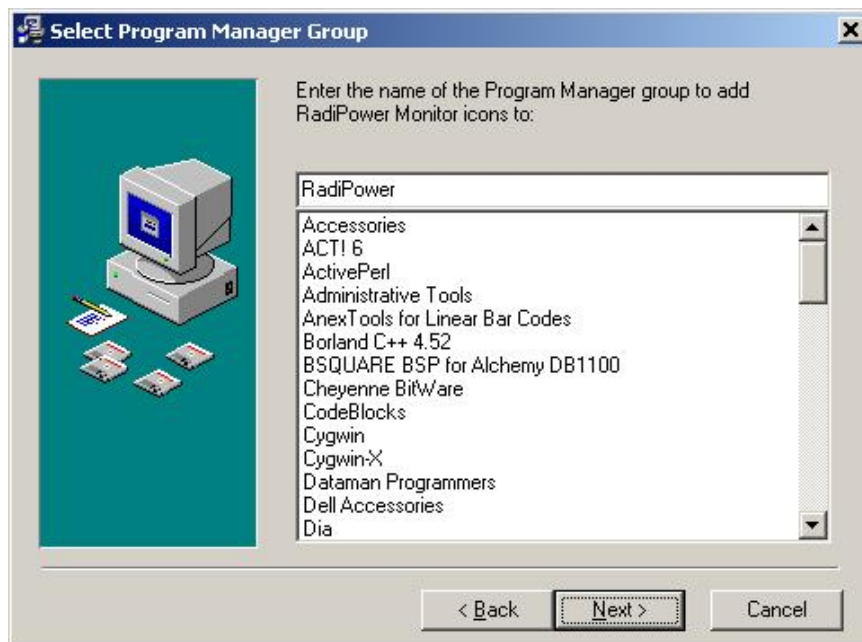 Select Program Manager Group
Enter the name of the Program Manager group to add
RadiPower Monitor icons to:
RadiPower
Accessories
ACT! 6
ActivePerl
Administrative Tools
AnexTools for Linear Bar Codes
Borland C++ 4.52
BSQUARE BSP for Alchemy DB1100
Cheyenne BitWare
CodeBlocks
Cygwin
Cygwin-X
Dataman Programmers
Dell Accessories
Dia
< Back
Next >
Cancel